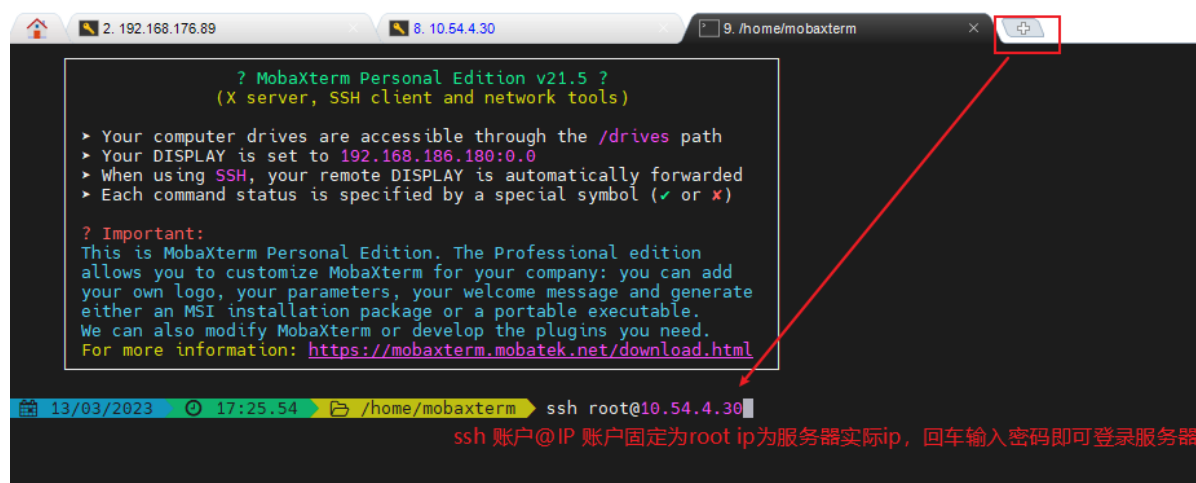 2. 192.168.176.89
8. 10.54.4.30
9. /home/mobaxterm
? MobaXterm Personal Edition v21.5 ?
(X server, SSH client and network tools)
➤ Your computer drives are accessible through the /drives path
➤ Your DISPLAY is set to 192.168.186.180:0.0
➤ When using SSH, your remote DISPLAY is automatically forwarded
➤ Each command status is specified by a special symbol (✔ or ✘)
? Important:
This is MobaXterm Personal Edition. The Professional edition
allows you to customize MobaXterm for your company: you can add
your own logo, your parameters, your welcome message and generate
either an MSI installation package or a portable executable.
We can also modify MobaXterm or develop the plugins you need.
For more information: https://mobaxterm.mobatek.net/download.html
13/03/2023 17:25.54 /home/mobaxterm ssh root@10.54.4.30
ssh 账户@IP 账户固定为root ip为服务器实际ip，回车输入密码即可登录服务器